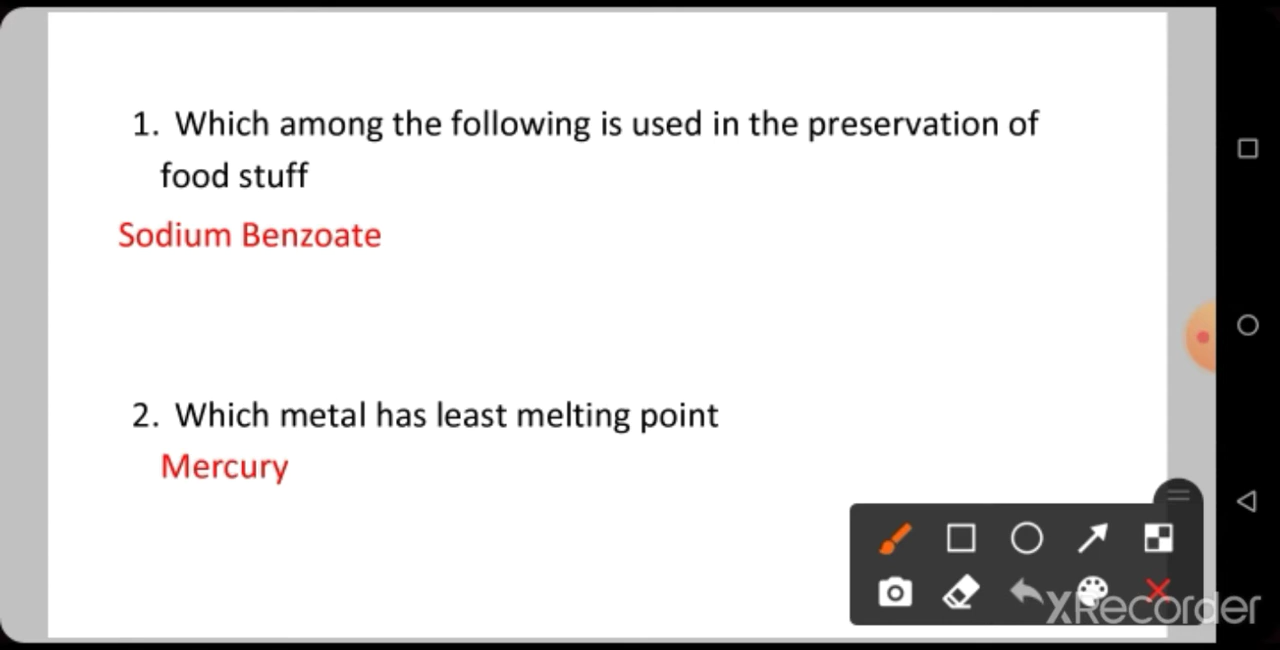 1. Which among the following is used in the preservation of
food stuff
Sodium Benzoate
2. Which metal has least melting point
Mercury
XRecorder